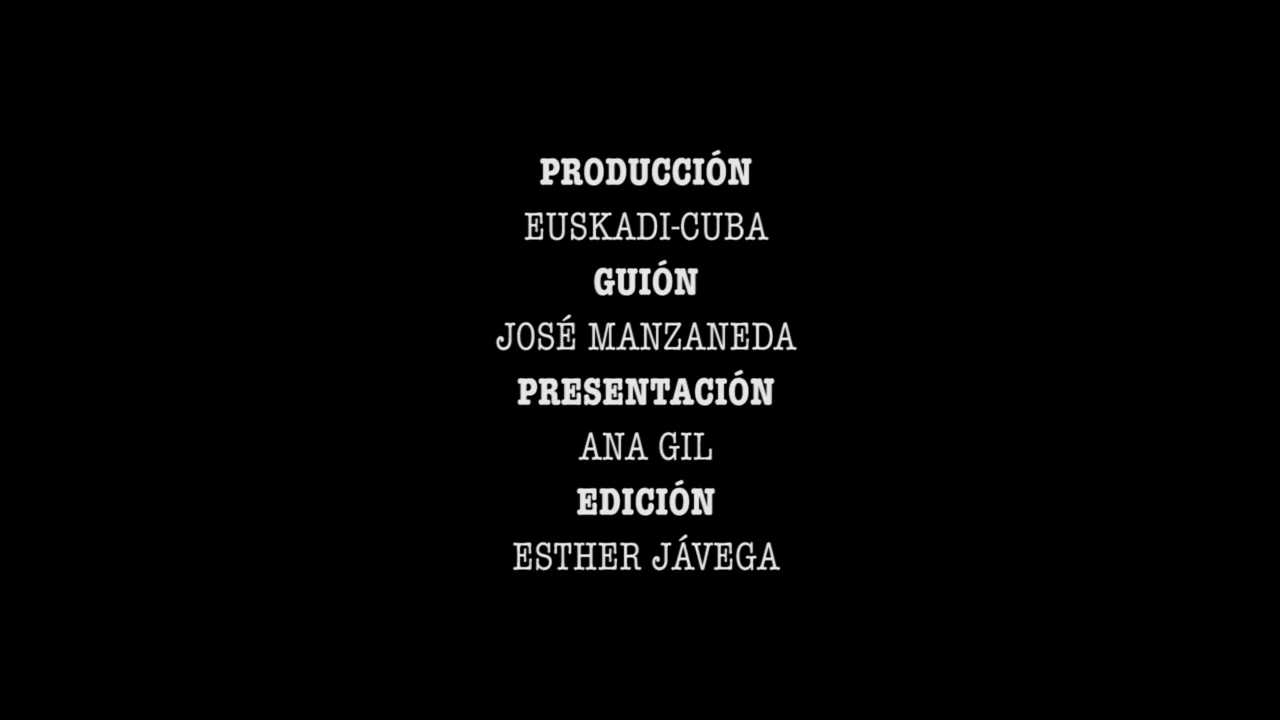 PRODUCCIÓN
EUSKADI-CUBA
GUIÓN
JOSÉ MANZANEDA
PRESENTACIÓN
ANA GIL
EDICIÓN
ESTHER JÁVEGA